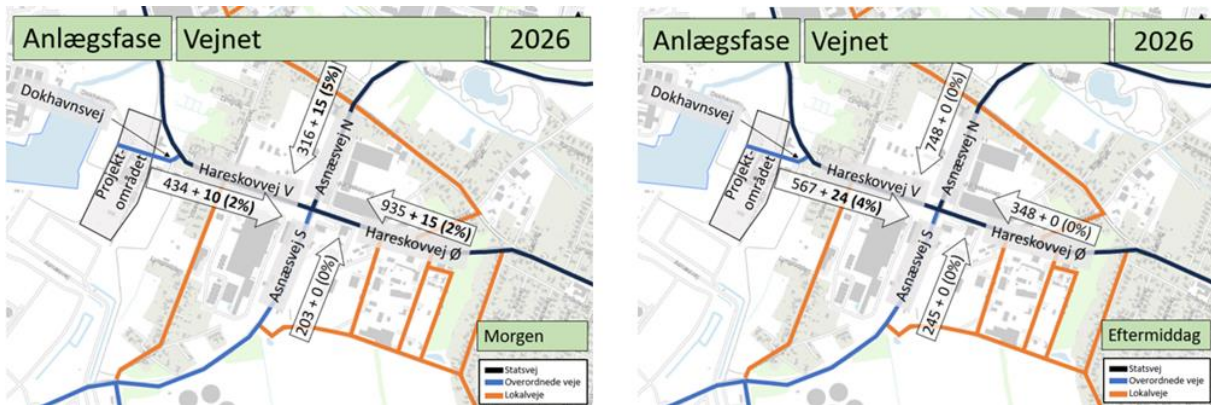 Anlægsfase
Vejnet
2026
Dokhavnsvej
Projekt-
området
316 + 15 (5%)
Asnæsvej N
Hareskovvej V
434 + 10 (2%)
935 + 15 (2%)
Hareskovvej Ø
Asnæsvej S
203 + 0 (0%)
Morgen
Statsvej
Overordnede veje
Lokalveje
Anlægsfase
Vejnet
2026
Dokhavnsvej
Projekt-
området
748 + 0 (0%)
Asnæsvej N
Hareskovvej V
567 + 24 (4%)
348 + 0 (0%)
Hareskovvej Ø
Asnæsvej S
245 + 0 (0%)
Eftermiddag
Statsvej
Overordnede veje
Lokalveje